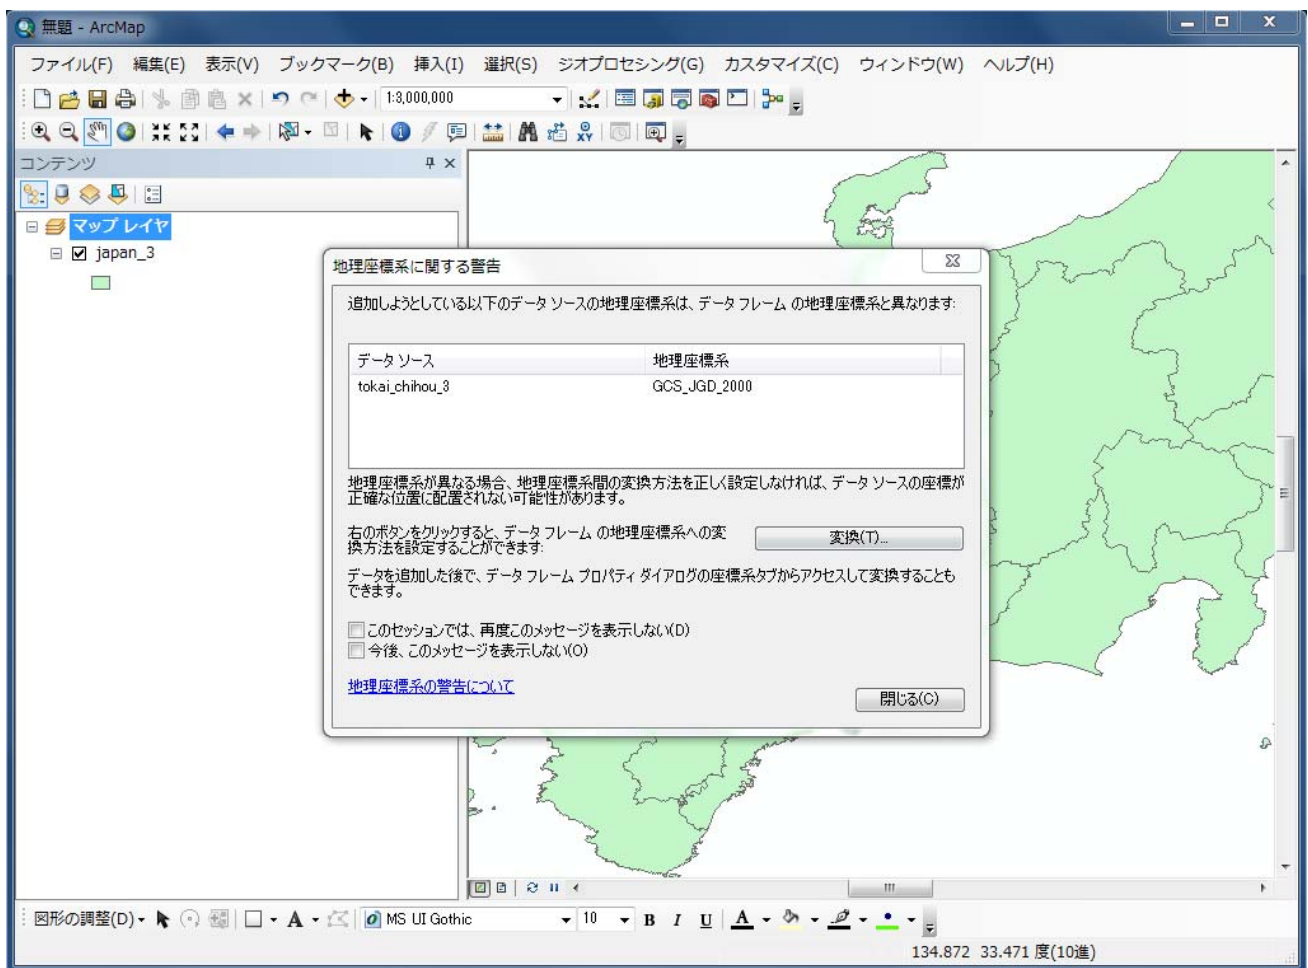 無題 - ArcMap
ファイル(F) 編集(E) 表示(V) ブックマーク(B) 挿入(I) 選択(S) ジオプロセシング(G) カスタマイズ(C) ウィンドウ(W) ヘルプ(H)
1:3,000,000
コンテンツ
マップ レイヤ
japan_3
地理座標系に関する警告
追加しようとしている以下のデータ ソースの地理座標系は、データ フレーム の地理座標系と異なります:
データ ソース 地理座標系
tokai_chihou_3 GCS_JGD_2000
地理座標系が異なる場合、地理座標系間の変換方法を正しく設定しなければ、データ ソースの座標が
正確な位置に配置されない可能性があります。
右のボタンをクリックすると、データ フレーム の地理座標系への変
換方法を設定することができます:
変換(T)...
データを追加した後で、データ フレーム プロパティ ダイアログの座標系タブからアクセスして変換することも
できます。
このセッションでは、再度このメッセージを表示しない(D)
今後、このメッセージを表示しない(O)
地理座標系の警告について
閉じる(C)
図形の調整(D) A MS UI Gothic 10 B I U A
134.872 33.471 度(10進)